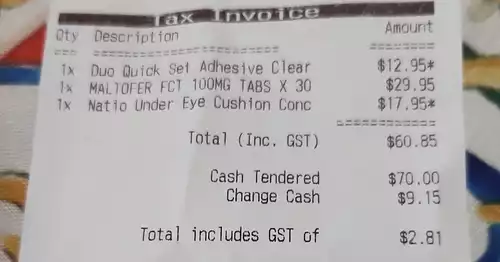 Tax Invoice
Qty Description Amount
=== ======================== ========
1x Duo Quick Set Adhesive Clear $12.95*
1x MALTOFER FCT 100MG TABS X 30 $29.95
1x Natio Under Eye Cushion Conc $17.95*
============
Total (Inc. GST) $60.85
Cash Tendered $70.00
Change Cash $9.15
Total includes GST of $2.81